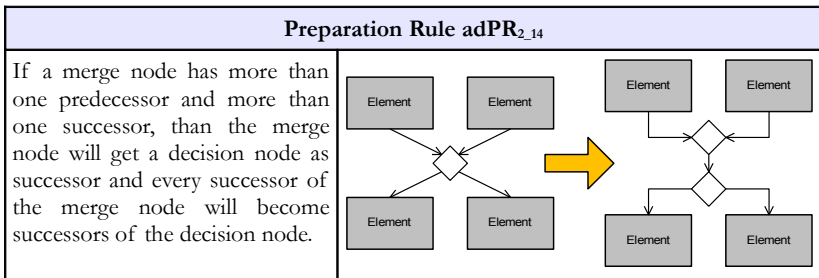 Preparation Rule adPR2_14
If a merge node has more than
one predecessor and more than
one successor, than the merge
node will get a decision node as
successor and every successor of
the merge node will become
successors of the decision node.
Element Element
Element Element
Element Element
Element Element